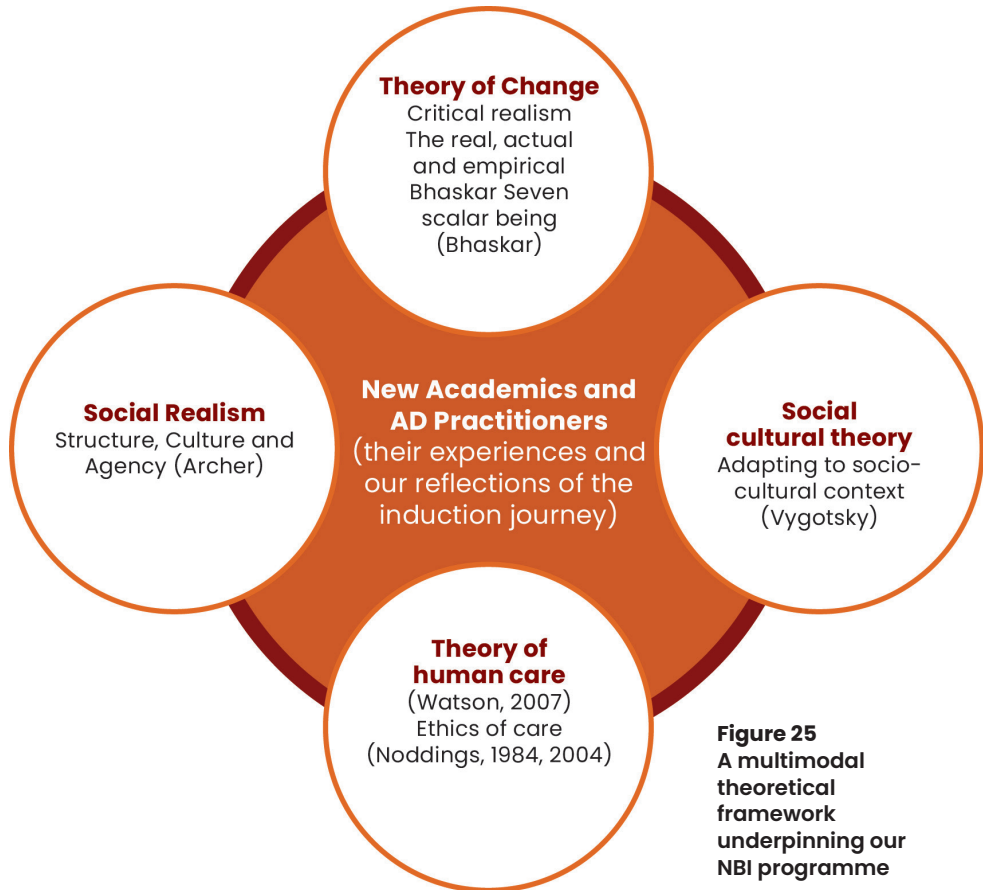 Theory of Change
Critical realism
The real, actual
and empirical
Bhaskar Seven
scalar being
(Bhaskar)
Social Realism
Structure, Culture and
Agency (Archer)
New Academics and
AD Practitioners
(their experiences and
our reflections of the
induction journey)
Social
cultural theory
Adapting to socio-
cultural context
(Vygotsky)
Theory of
human care
(Watson, 2007)
Ethics of care
(Noddings, 1984, 2004)
Figure 25
A multimodal
theoretical
framework
underpinning our
NBI programme